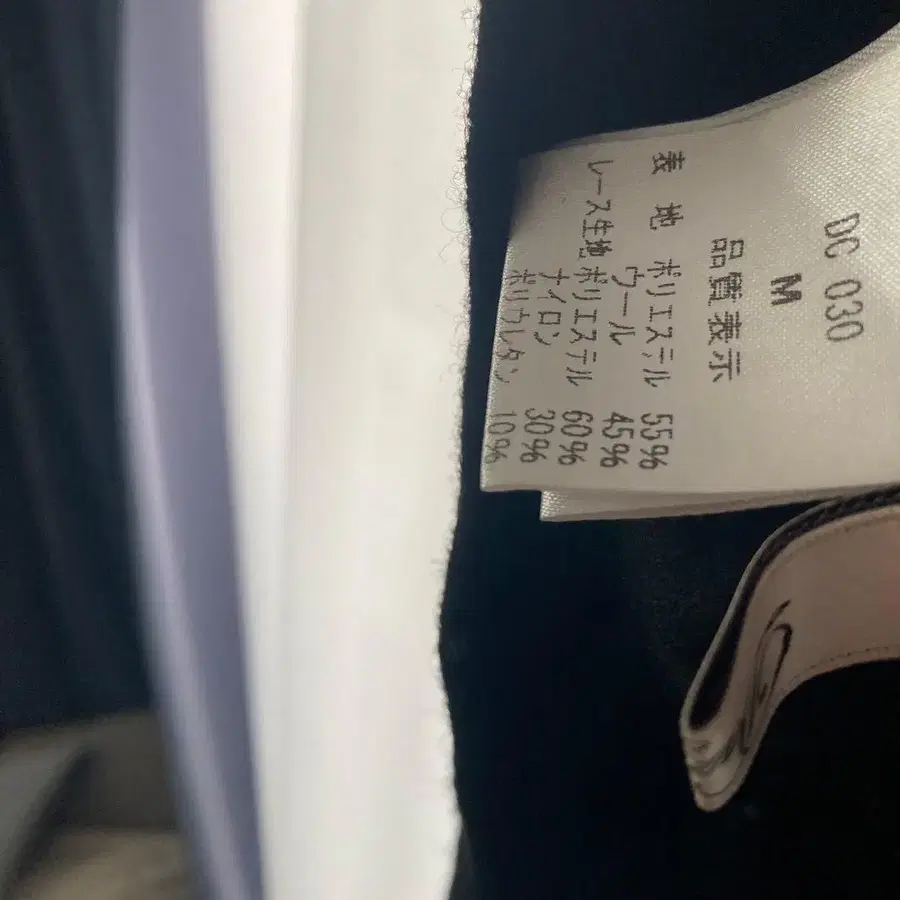 DC 030
M
品質表示
表 地 ポリエステル 55%
ウール 45%
レース生地 ポリエステル 60%
ナイロン 30%
ポリウレタン 10%